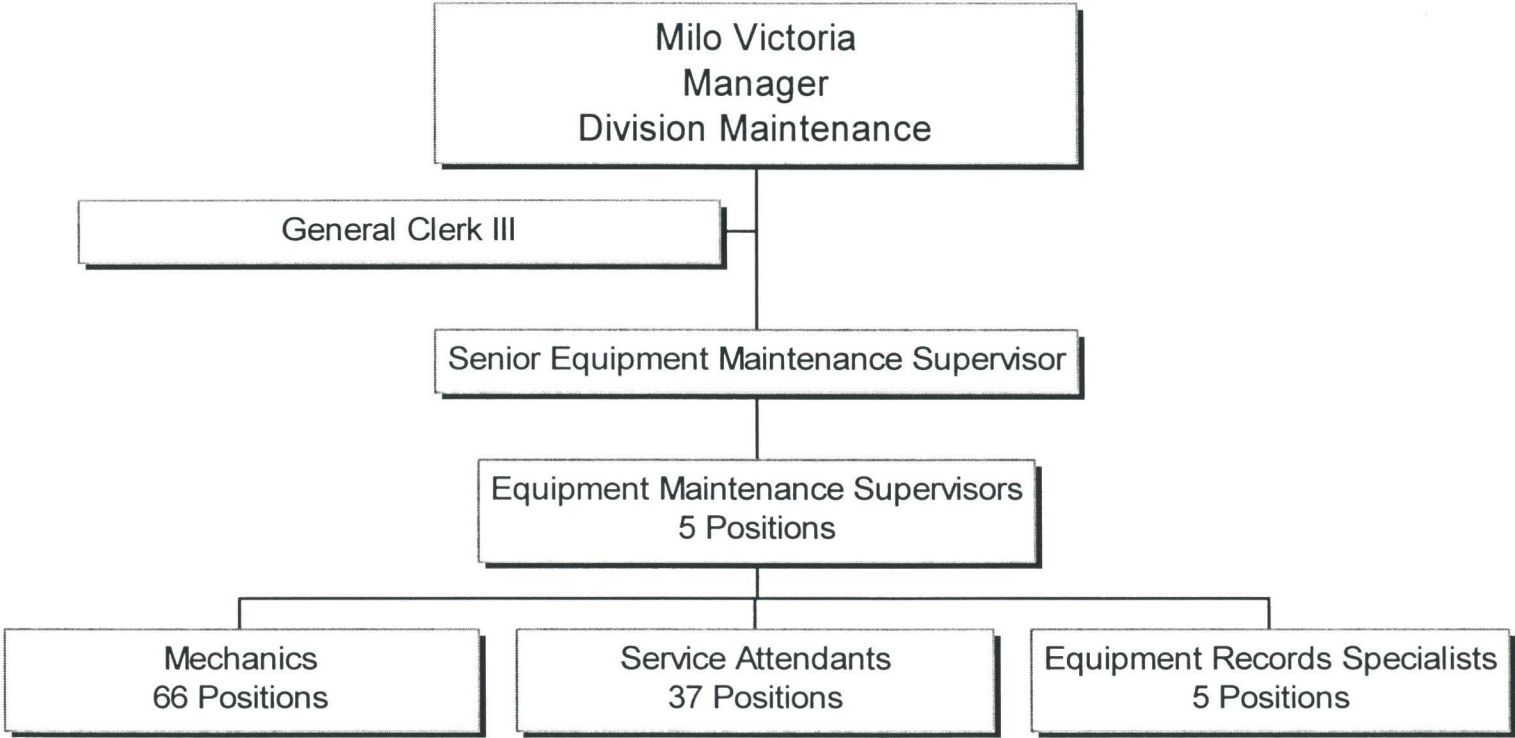 Milo Victoria
Manager
Division Maintenance
General Clerk III
Senior Equipment Maintenance Supervisor
Equipment Maintenance Supervisors
5 Positions
Mechanics
66 Positions
Service Attendants
37 Positions
Equipment Records Specialists
5 Positions